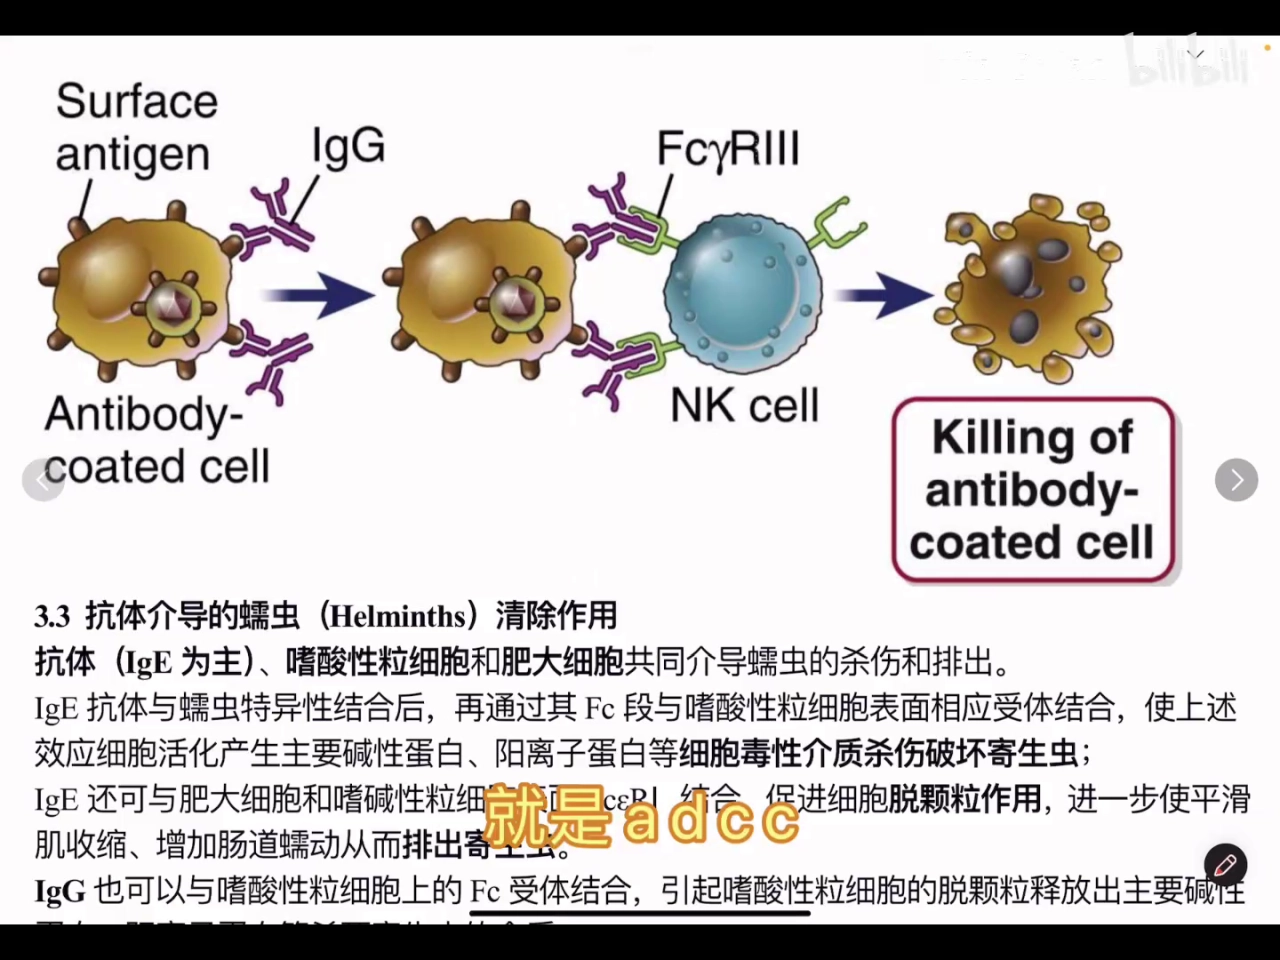 bilibili
Surface
antigen
IgG
FcγRIII
Antibody-
coated cell
NK cell
Killing of
antibody-
coated cell
3.3 抗体介导的蠕虫（Helminths）清除作用
抗体（IgE 为主）、嗜酸性粒细胞和肥大细胞共同介导蠕虫的杀伤和排出。
IgE 抗体与蠕虫特异性结合后，再通过其 Fc 段与嗜酸性粒细胞表面相应受体结合，使上述
效应细胞活化产生主要碱性蛋白、阳离子蛋白等细胞毒性介质杀伤破坏寄生虫；
IgE 还可与肥大细胞和嗜碱性粒细 cεRI 结合，促进细胞脱颗粒作用，进一步使平滑
就是adcc
肌收缩、增加肠道蠕动从而排出寄生虫。
IgG 也可以与嗜酸性粒细胞上的 Fc 受体结合，引起嗜酸性粒细胞的脱颗粒释放出主要碱性